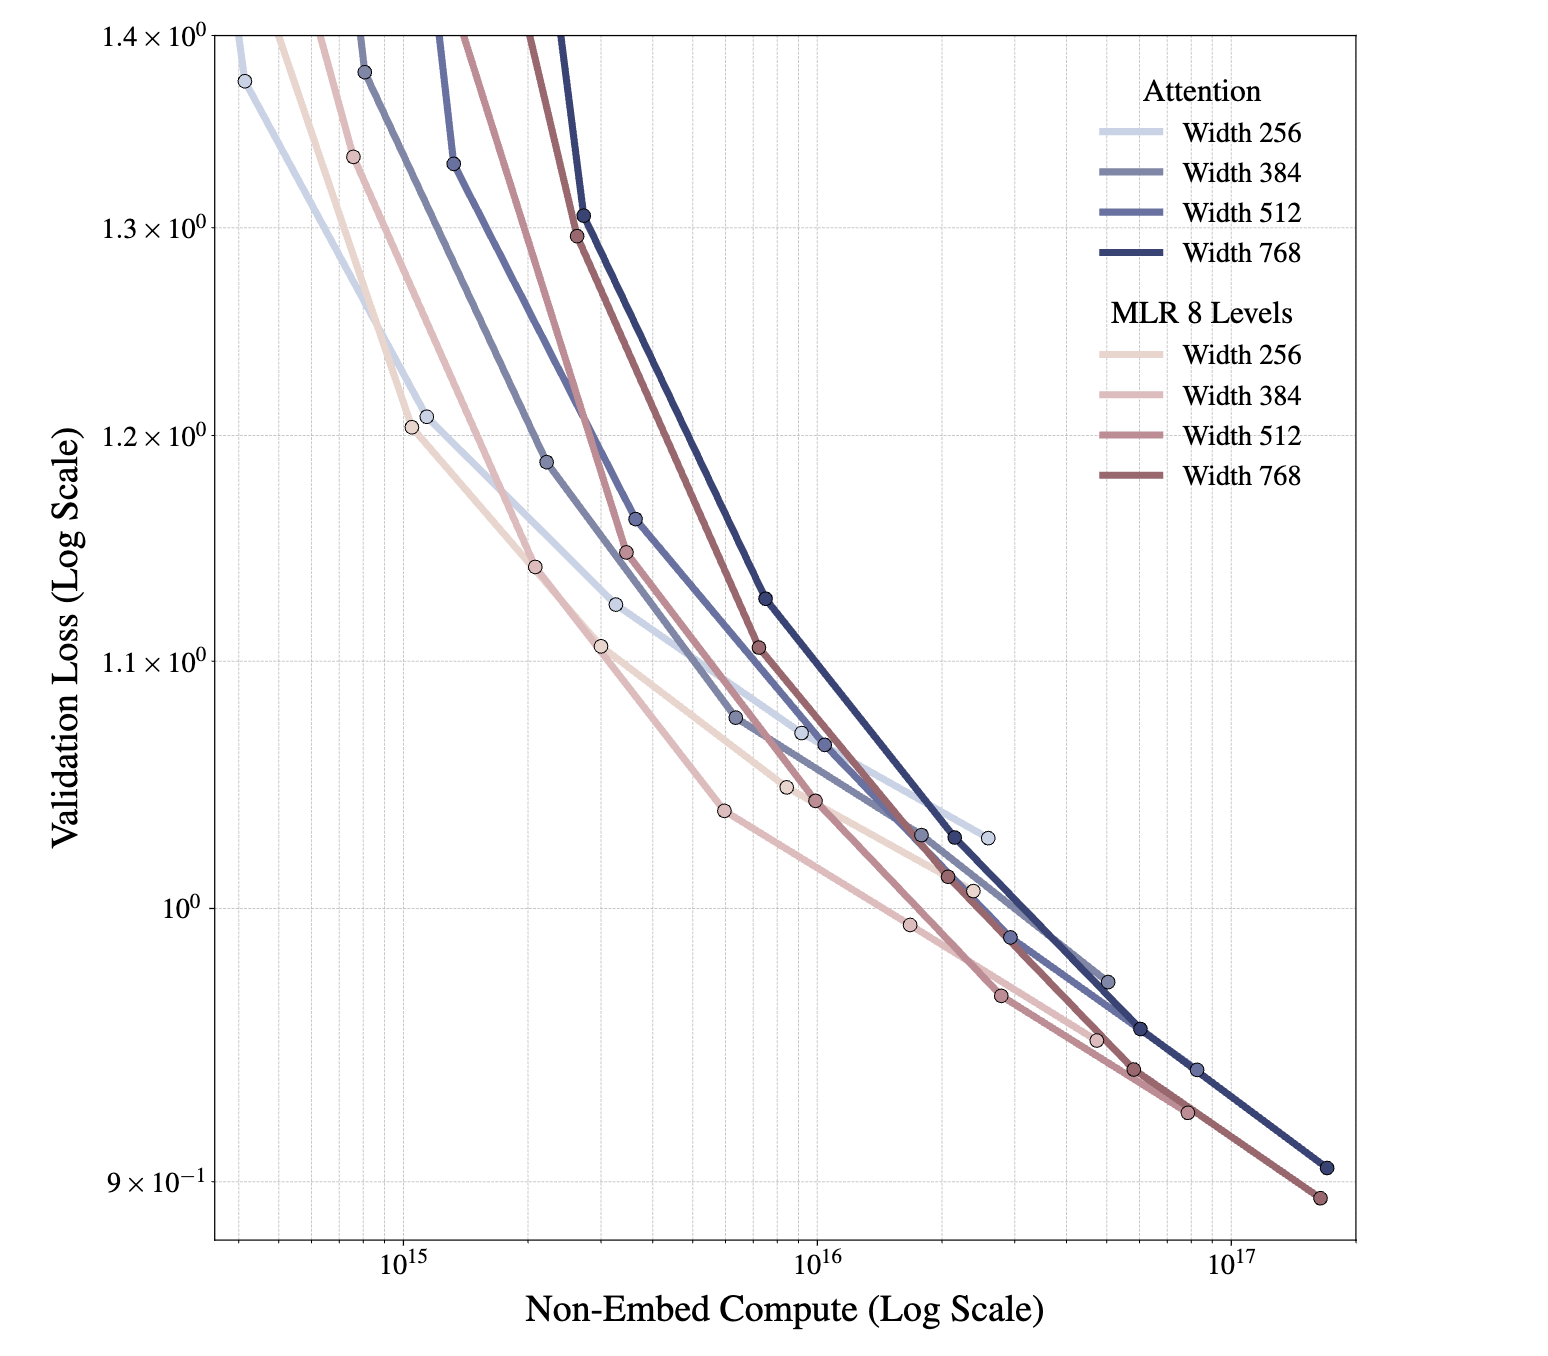 1.4 × 10⁰
1.3 × 10⁰
1.2 × 10⁰
1.1 × 10⁰
10⁰
9 × 10⁻¹
Validation Loss (Log Scale)
Attention
Width 256
Width 384
Width 512
Width 768
MLR 8 Levels
Width 256
Width 384
Width 512
Width 768
10¹⁵ 10¹⁶ 10¹⁷
Non-Embed Compute (Log Scale)